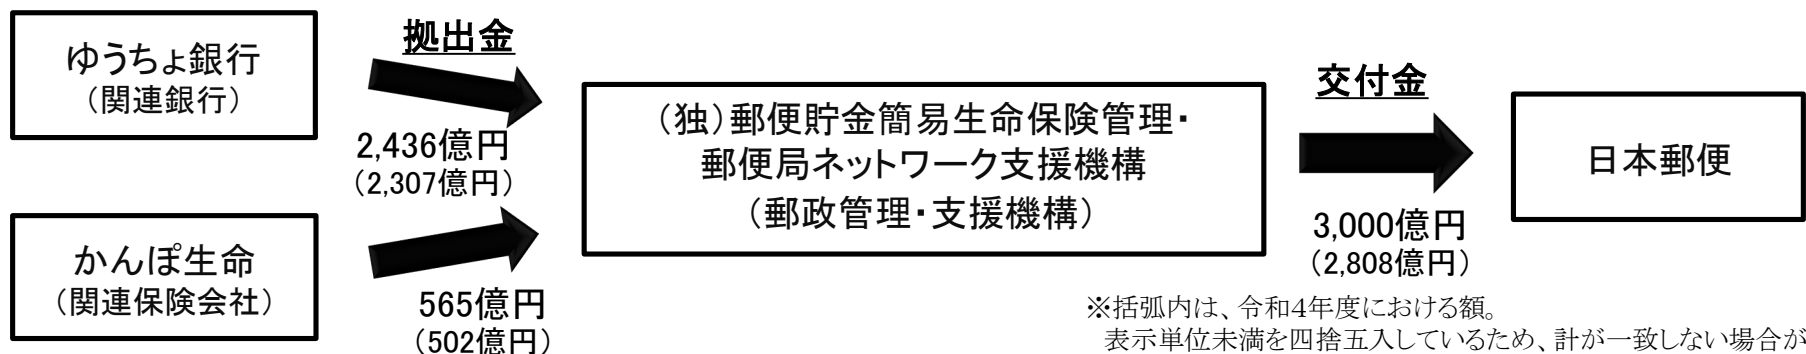 ゆうちょ銀行
（関連銀行）
拠出金
2,436億円
（2,307億円）
かんぽ生命
（関連保険会社）
565億円
（502億円）
（独）郵便貯金簡易生命保険管理・
郵便局ネットワーク支援機構
（郵政管理・支援機構）
交付金
3,000億円
（2,808億円）
日本郵便
※括弧内は、令和４年度における額。
表示単位未満を四捨五入しているため、計が一致しない場合が